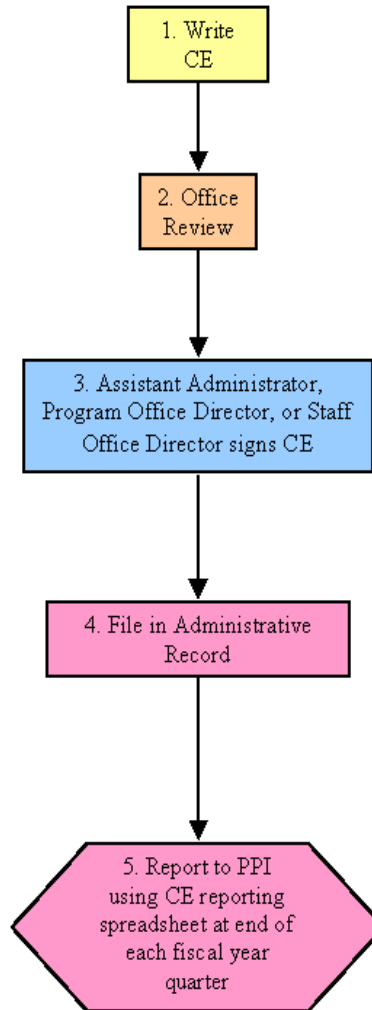 1. Write
CE
2. Office
Review
3. Assistant Administrator,
Program Office Director, or Staff
Office Director signs CE
4. File in Administrative
Record
5. Report to PPI
using CE reporting
spreadsheet at end of
each fiscal year
quarter